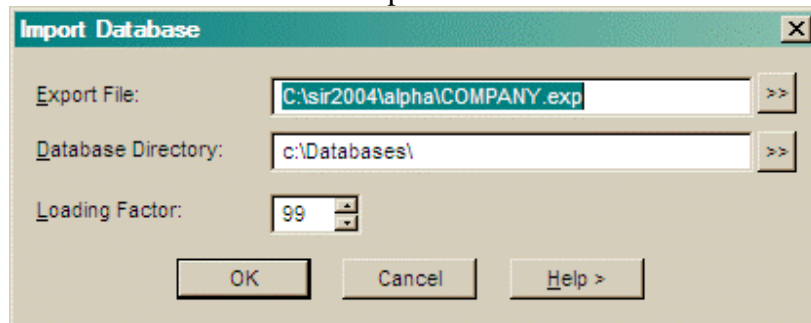 Import Database
Export File: C:\sir2004\alpha\COMPANY.exp >>
Database Directory: c:\Databases\ >>
Loading Factor: 99
OK Cancel Help >